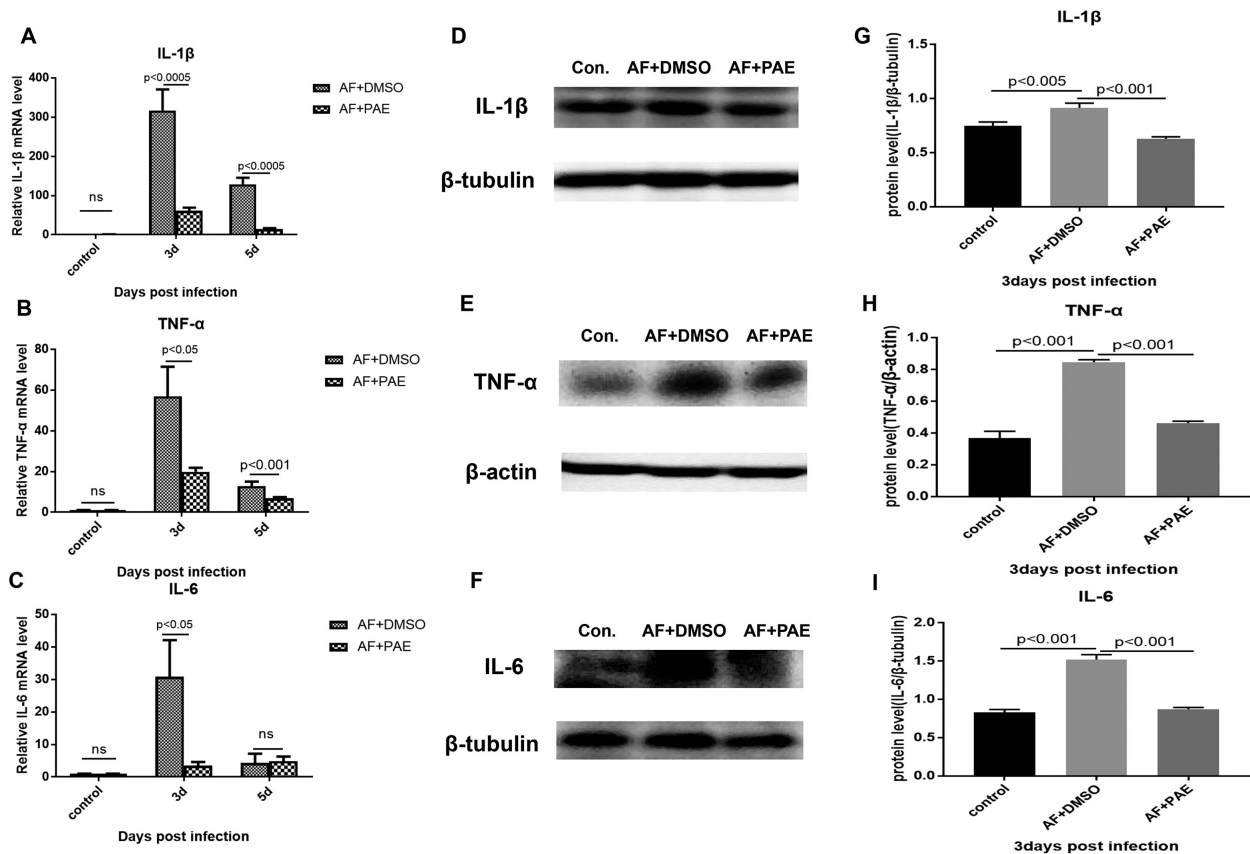 A
IL-1β
Relative IL-1β mRNA level
400
300
200
100
0
p<0.0005
p<0.0005
ns
control
3d
5d
Days post infection
AF+DMSO
AF+PAE
B
TNF-α
Relative TNF-α mRNA level
80
60
40
20
0
p<0.05
p<0.001
ns
control
3d
5d
Days post infection
AF+DMSO
AF+PAE
C
IL-6
Relative IL-6 mRNA level
50
40
30
20
10
0
p<0.05
ns
ns
control
3d
5d
Days post infection
AF+DMSO
AF+PAE
D
Con. AF+DMSO AF+PAE
IL-1β
β-tubulin
E
Con. AF+DMSO AF+PAE
TNF-α
β-actin
F
Con. AF+DMSO AF+PAE
IL-6
β-tubulin
G
IL-1β
protein level(IL-1β/β-tubulin)
1.5
1.0
0.5
0.0
p<0.005
p<0.001
control
AF+DMSO
AF+PAE
3days post infection
H
TNF-α
protein level(TNF-α/β-actin)
1.0
0.8
0.6
0.4
0.2
0.0
p<0.001
p<0.001
control
AF+DMSO
AF+PAE
3days post infection
I
IL-6
protein level(IL-6/β-tubulin)
2.0
1.5
1.0
0.5
0.0
p<0.001
p<0.001
control
AF+DMSO
AF+PAE
3days post infection